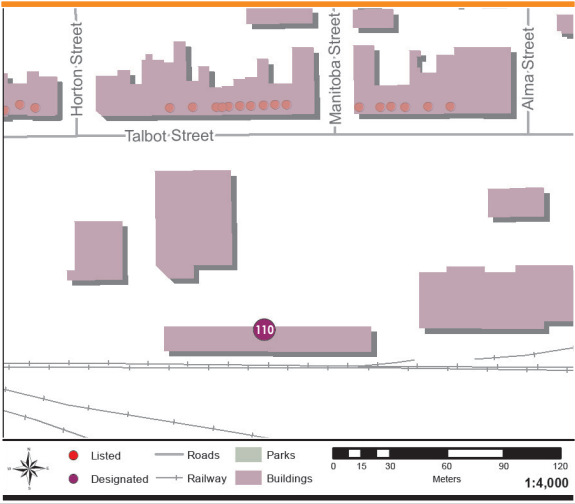 Horton Street
Manitoba Street
Alma Street
Talbot Street
110
N
W E
S
Listed
Roads
Parks
Designated
Railway
Buildings
0 15 30 60 90 120
Meters
1:4,000